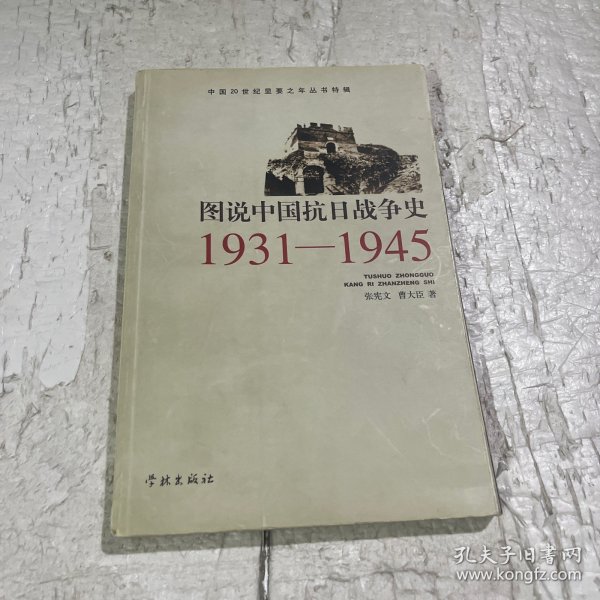 中国20世纪重要之年丛书特辑
图说中国抗日战争史
1931—1945
TUSHUO ZHONGGUO
KANG RI ZHANZHENG SHI
张宪文 曹大臣 著
学林出版社
孔夫子旧书网
www.kongfz.com